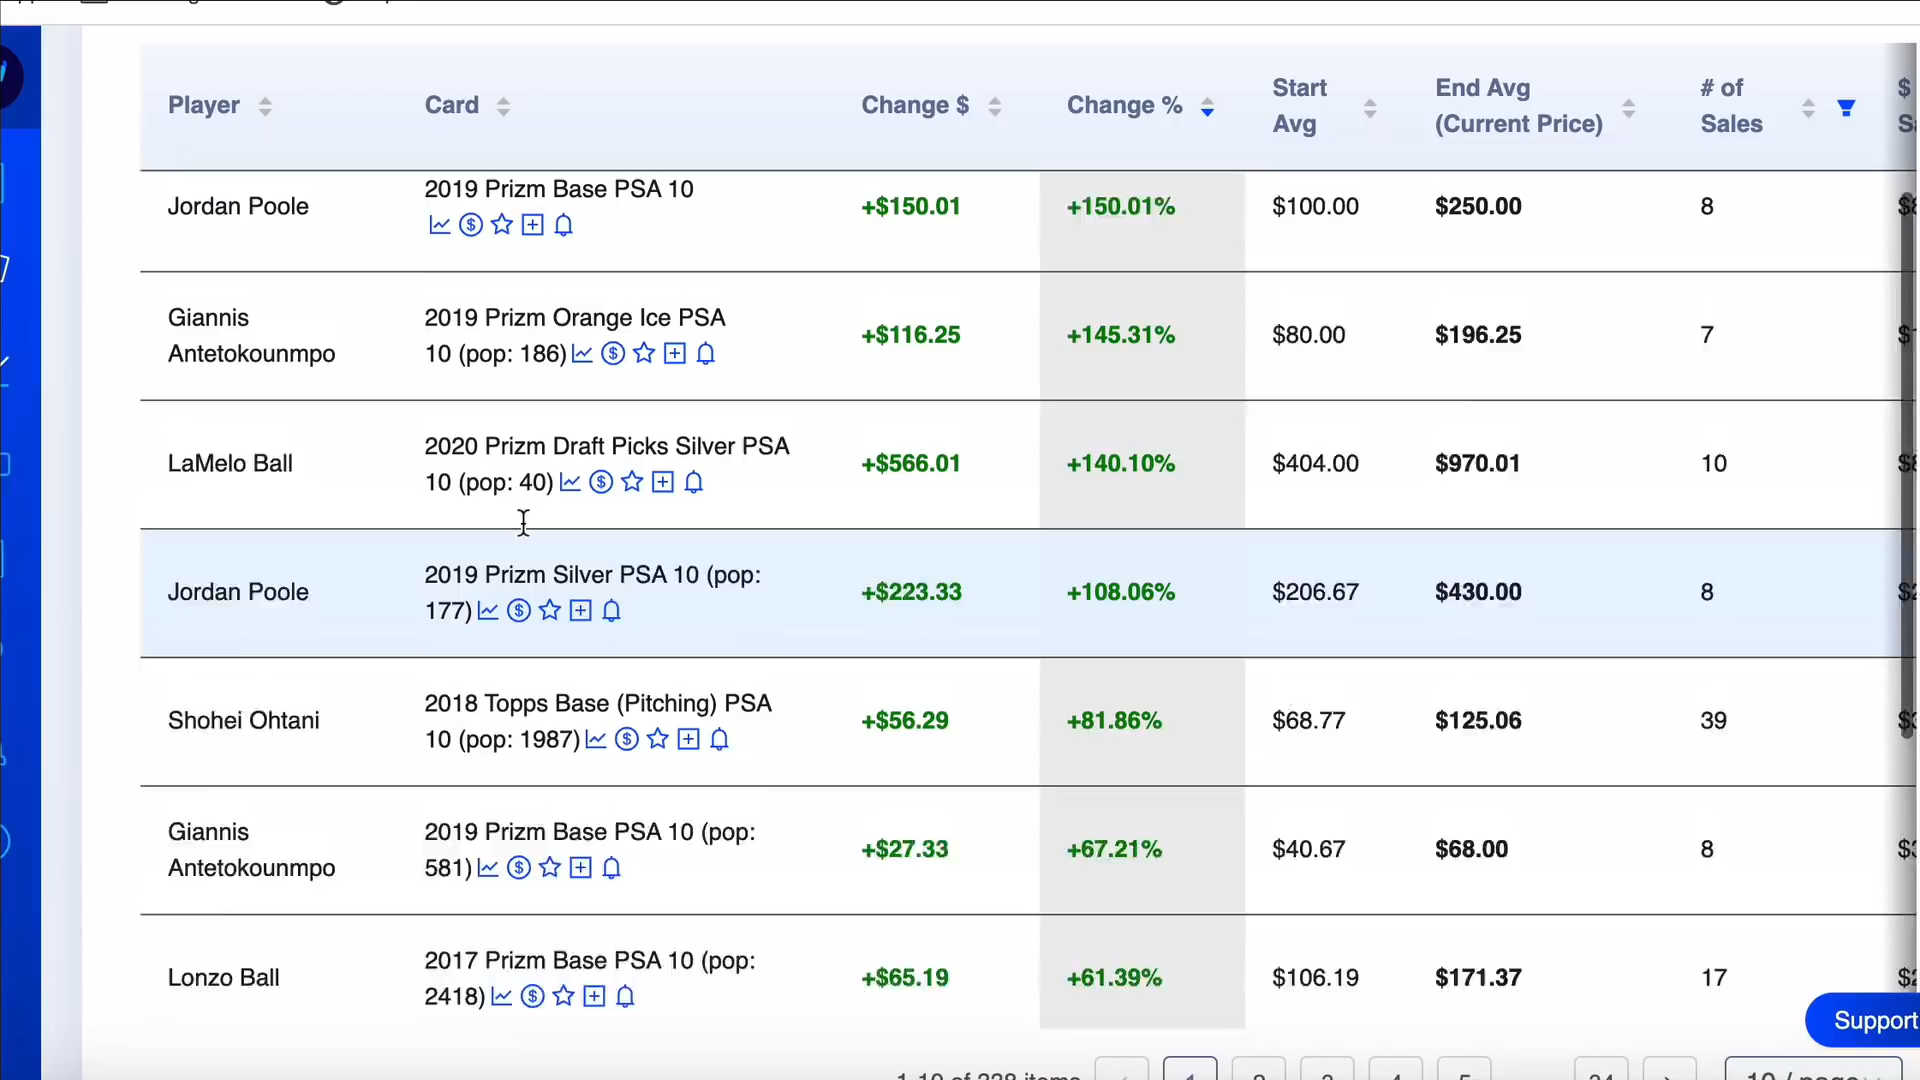 Player
Card
Change $
Change %
Start
Avg
End Avg
(Current Price)
# of
Sales
$
Jordan Poole
2019 Prizm Base PSA 10
+$150.01
+150.01%
$100.00
$250.00
8
Giannis
Antetokounmpo
2019 Prizm Orange Ice PSA
10 (pop: 186)
+$116.25
+145.31%
$80.00
$196.25
7
LaMelo Ball
2020 Prizm Draft Picks Silver PSA
10 (pop: 40)
+$566.01
+140.10%
$404.00
$970.01
10
Jordan Poole
2019 Prizm Silver PSA 10 (pop:
177)
+$223.33
+108.06%
$206.67
$430.00
8
Shohei Ohtani
2018 Topps Base (Pitching) PSA
10 (pop: 1987)
+$56.29
+81.86%
$68.77
$125.06
39
Giannis
Antetokounmpo
2019 Prizm Base PSA 10 (pop:
581)
+$27.33
+67.21%
$40.67
$68.00
8
Lonzo Ball
2017 Prizm Base PSA 10 (pop:
2418)
+$65.19
+61.39%
$106.19
$171.37
17
Support